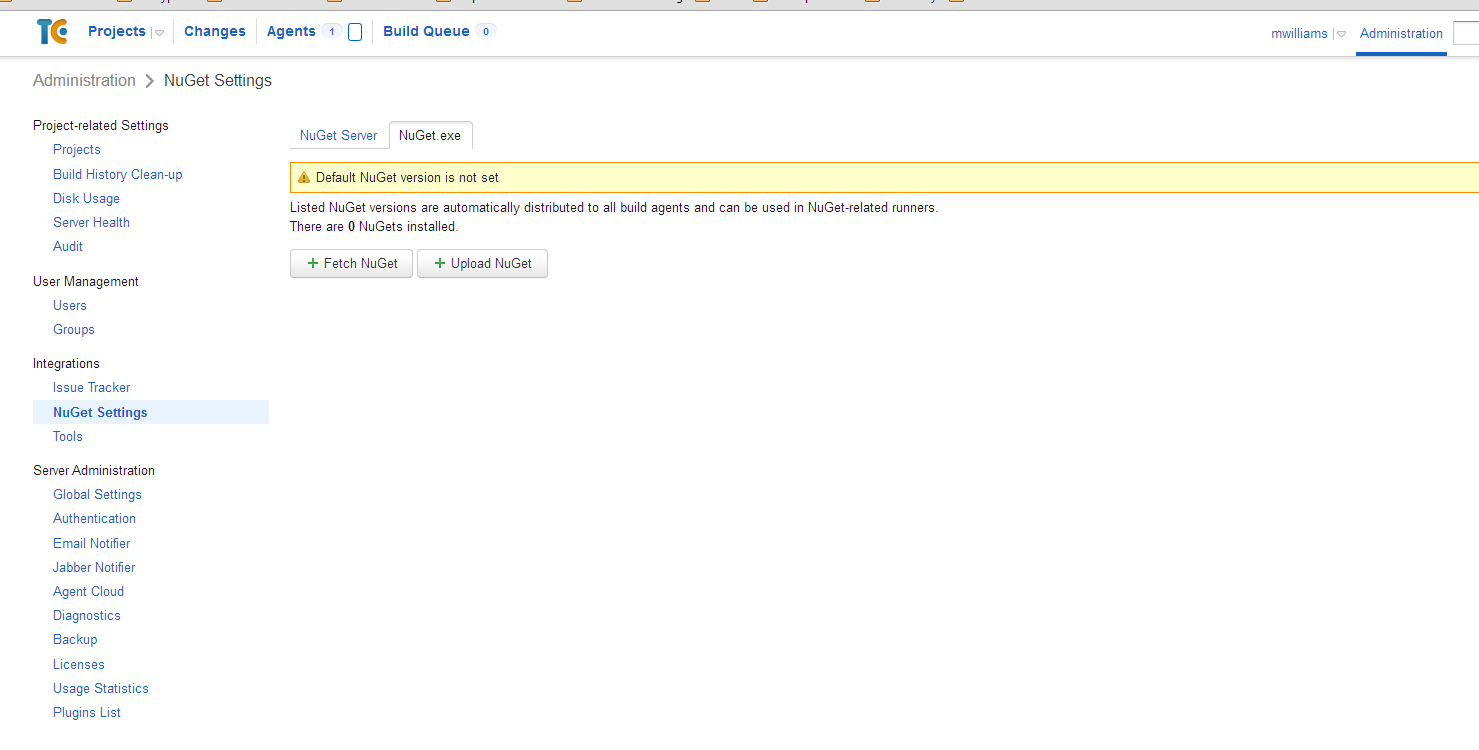 TC Projects Changes Agents 1 Build Queue 0 mwilliams Administration
Administration NuGet Settings
Project-related Settings
Projects
Build History Clean-up
Disk Usage
Server Health
Audit
User Management
Users
Groups
Integrations
Issue Tracker
NuGet Settings
Tools
Server Administration
Global Settings
Authentication
Email Notifier
Jabber Notifier
Agent Cloud
Diagnostics
Backup
Licenses
Usage Statistics
Plugins List
NuGet Server NuGet.exe
Default NuGet version is not set
Listed NuGet versions are automatically distributed to all build agents and can be used in NuGet-related runners.
There are 0 NuGets installed.
+ Fetch NuGet + Upload NuGet